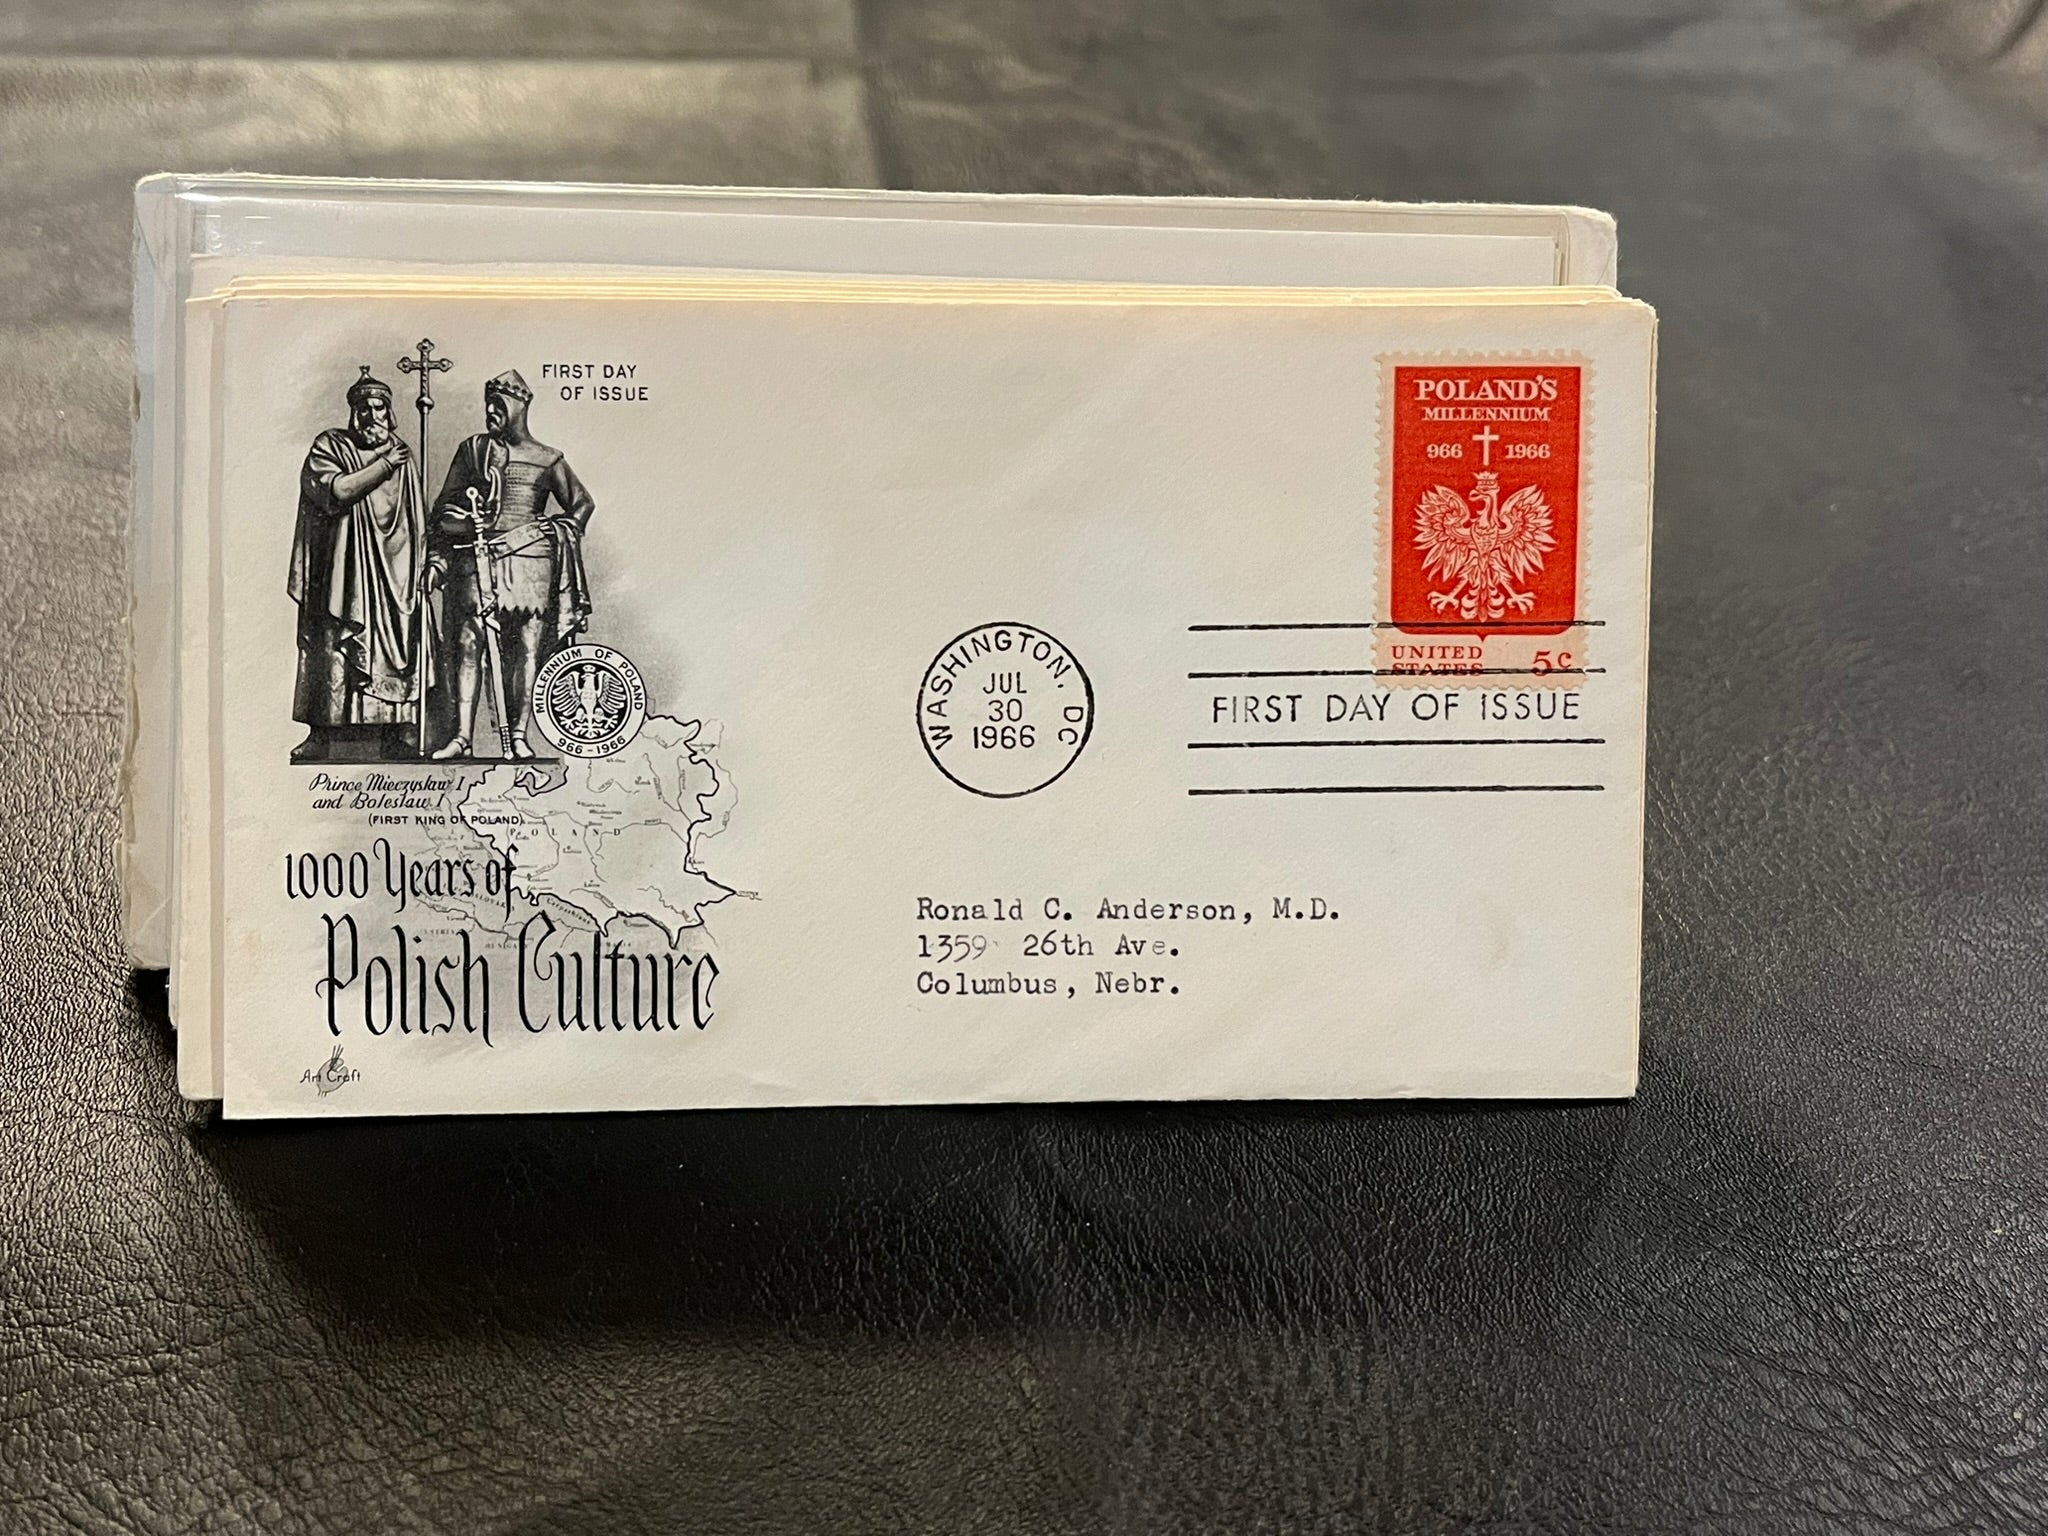 FIRST DAY
OF ISSUE
MILLENNIUM OF POLAND
966-1966
Prince Mieczyslaw I
and Boleslaw I
(FIRST KING OF POLAND)
POLAND
1000 Years of
Polish Culture
Art Craft
WASHINGTON, DC
JUL
30
1966
POLAND'S
MILLENNIUM
966 1966
UNITED
STATES 5c
FIRST DAY OF ISSUE
Ronald C. Anderson, M.D.
1359 26th Ave.
Columbus, Nebr.